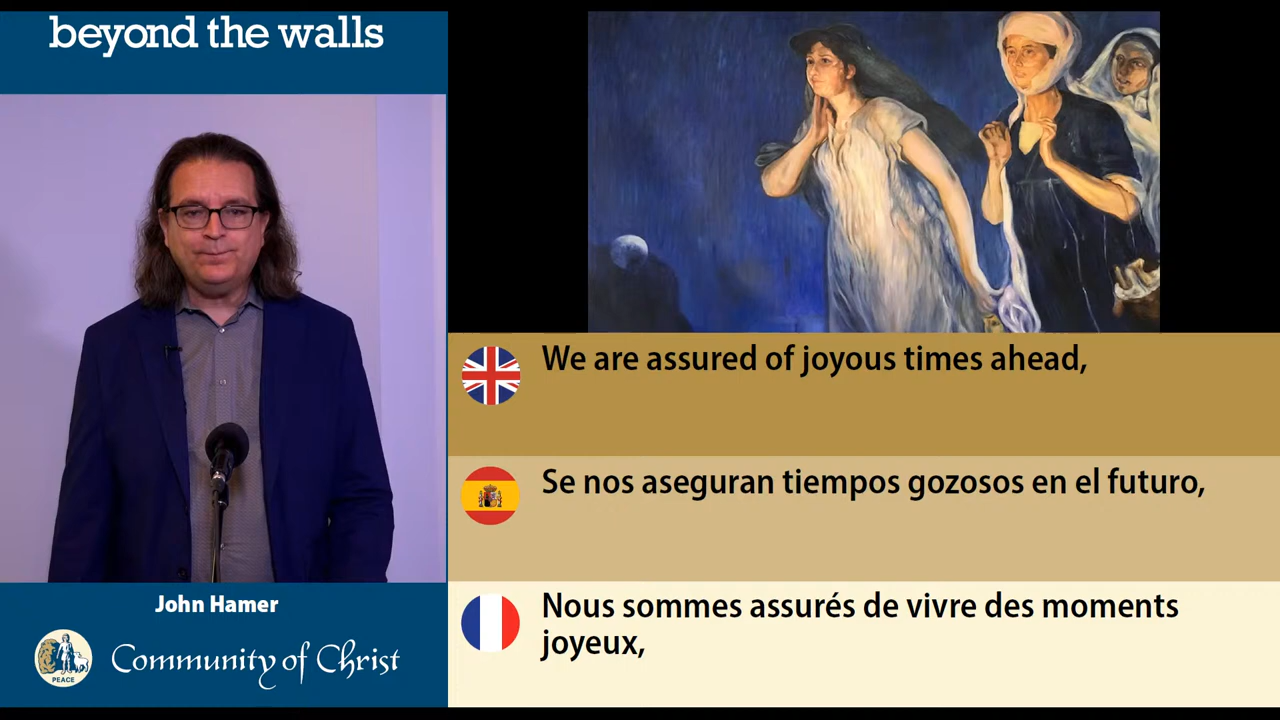 beyond the walls
John Hamer
PEACE
Community of Christ
We are assured of joyous times ahead,
Se nos aseguran tiempos gozosos en el futuro,
Nous sommes assurés de vivre des moments
joyeux,